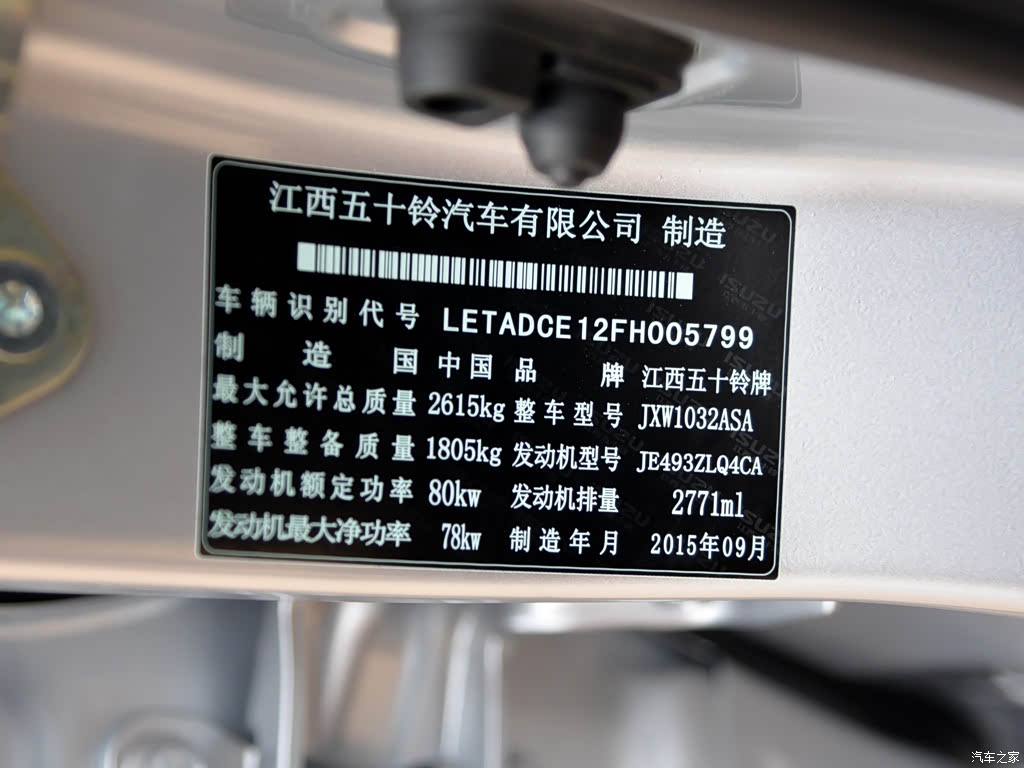 江西五十铃汽车有限公司 制造
车辆识别代号 LETADCE12FH005799
制造国 中国 品牌 江西五十铃牌
最大允许总质量 2615kg 整车型号 JXW1032ASA
整车整备质量 1805kg 发动机型号 JE493ZLQ4CA
发动机额定功率 80kw 发动机排量 2771ml
发动机最大净功率 78kw 制造年月 2015年09月
ISUZU
ISUZU
ISUZU
ISUZU
ISUZU
汽车之家